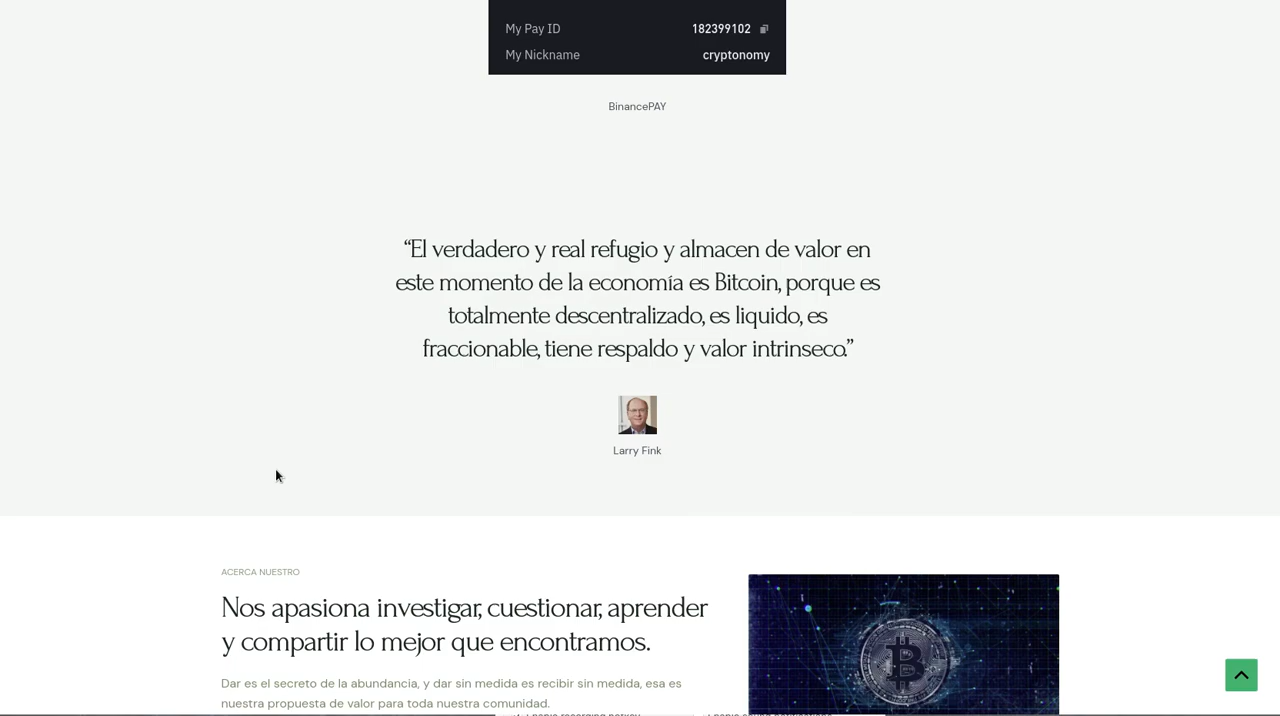 My Pay ID 182399102
My Nickname cryptonomy
BinancePAY
“El verdadero y real refugio y almacen de valor en
este momento de la economía es Bitcoin, porque es
totalmente descentralizado, es liquido, es
fraccionable, tiene respaldo y valor intrinseco.”
Larry Fink
ACERCA NUESTRO
Nos apasiona investigar, cuestionar, aprender
y compartir lo mejor que encontramos.
Dar es el secreto de la abundancia, y dar sin medida es recibir sin medida, esa es
nuestra propuesta de valor para toda nuestra comunidad.